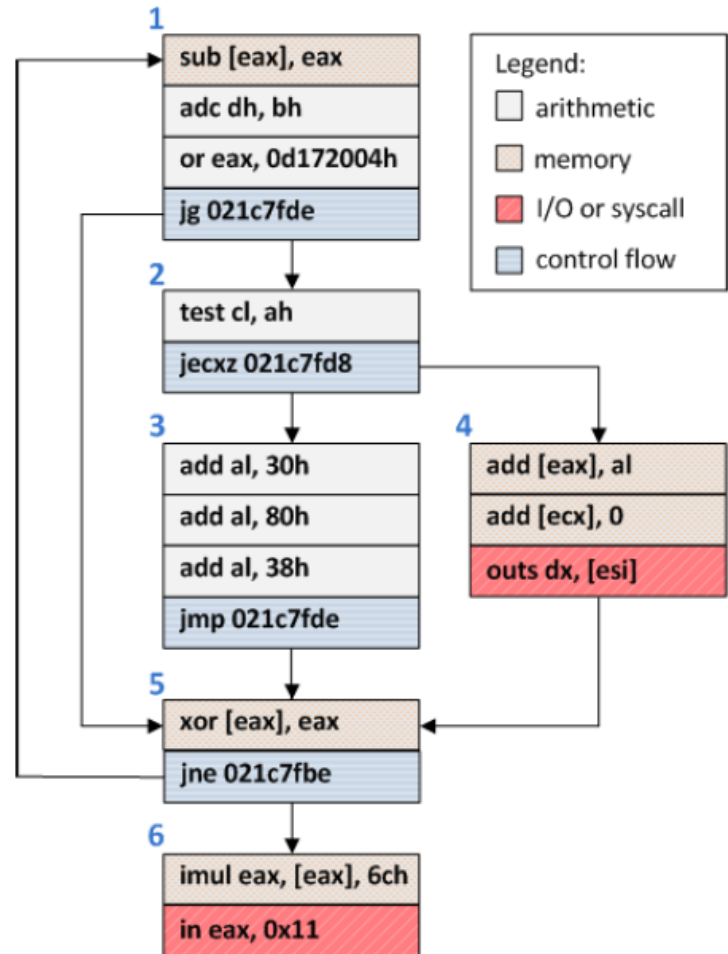 1
sub [eax], eax
adc dh, bh
or eax, 0d172004h
jg 021c7fde
Legend:
arithmetic
memory
I/O or syscall
control flow
2
test cl, ah
jecxz 021c7fd8
3
add al, 30h
add al, 80h
add al, 38h
jmp 021c7fde
4
add [eax], al
add [ecx], 0
outs dx, [esi]
5
xor [eax], eax
jne 021c7fbe
6
imul eax, [eax], 6ch
in eax, 0x11